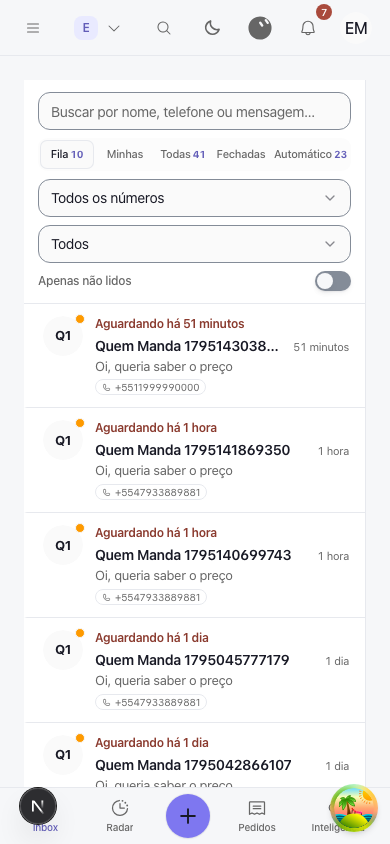 E
7
EM
Buscar por nome, telefone ou mensagem...
Fila 10 Minhas Todas 41 Fechadas Automático 23
Todos os números
Todos
Apenas não lidos
Q1
Aguardando há 51 minutos
Quem Manda 1795143038... 51 minutos
Oi, queria saber o preço
+5511999990000
Q1
Aguardando há 1 hora
Quem Manda 1795141869350 1 hora
Oi, queria saber o preço
+5547933889881
Q1
Aguardando há 1 hora
Quem Manda 1795140699743 1 hora
Oi, queria saber o preço
+5547933889881
Q1
Aguardando há 1 dia
Quem Manda 1795045777179 1 dia
Oi, queria saber o preço
+5547933889881
Q1
Aguardando há 1 dia
Quem Manda 1795042866107 1 dia
Oi, queria saber o preço
N
Inbox Radar Pedidos